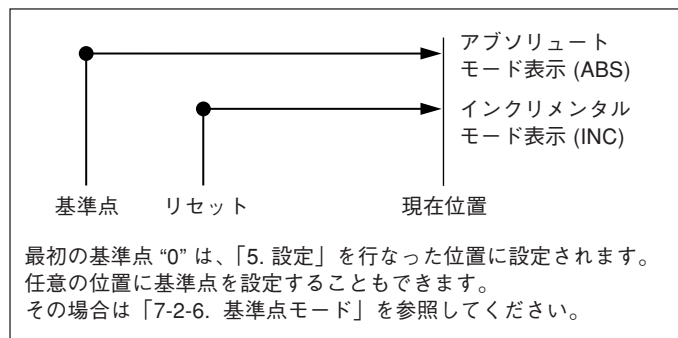 アブソリュート
モード表示 (ABS)
インクリメンタル
モード表示 (INC)
基準点 リセット 現在位置
最初の基準点 “0” は、「5. 設定」を行なった位置に設定されます。
任意の位置に基準点を設定することもできます。
その場合は「7-2-6. 基準点モード」を参照してください。